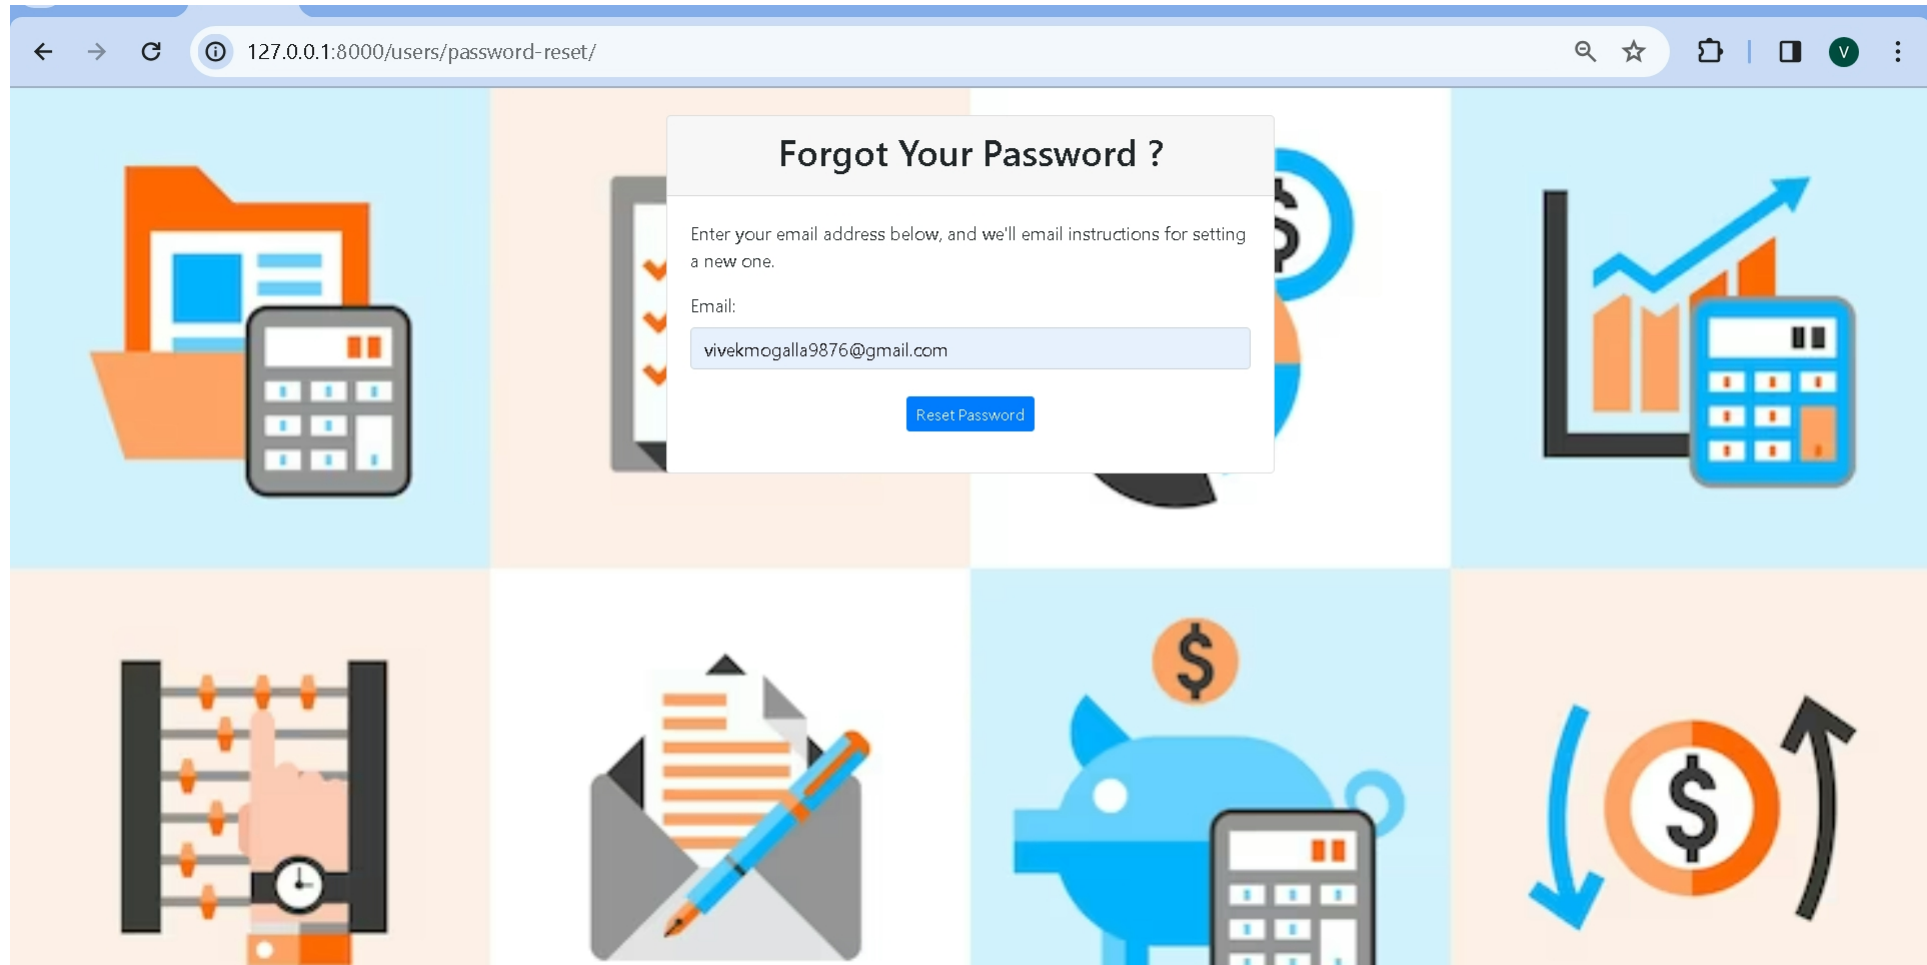 127.0.0.1:8000/users/password-reset/
V
Forgot Your Password ?
Enter your email address below, and we'll email instructions for setting
a new one.
Email:
vivekmogalla9876@gmail.com
Reset Password
$
$
$